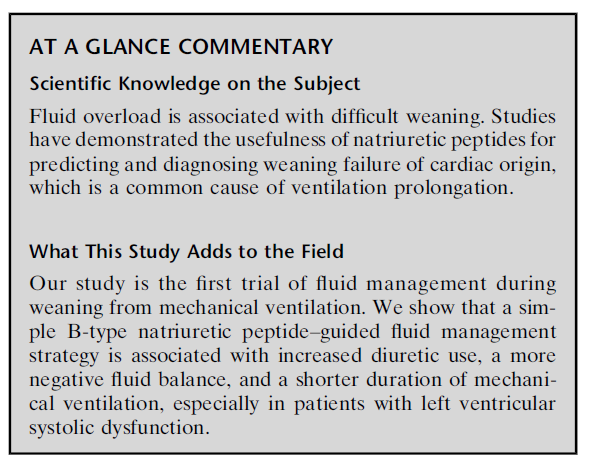 AT A GLANCE COMMENTARY
Scientific Knowledge on the Subject
Fluid overload is associated with difficult weaning. Studies
have demonstrated the usefulness of natriuretic peptides for
predicting and diagnosing weaning failure of cardiac origin,
which is a common cause of ventilation prolongation.
What This Study Adds to the Field
Our study is the first trial of fluid management during
weaning from mechanical ventilation. We show that a sim-
ple B-type natriuretic peptide–guided fluid management
strategy is associated with increased diuretic use, a more
negative fluid balance, and a shorter duration of mechani-
cal ventilation, especially in patients with left ventricular
systolic dysfunction.